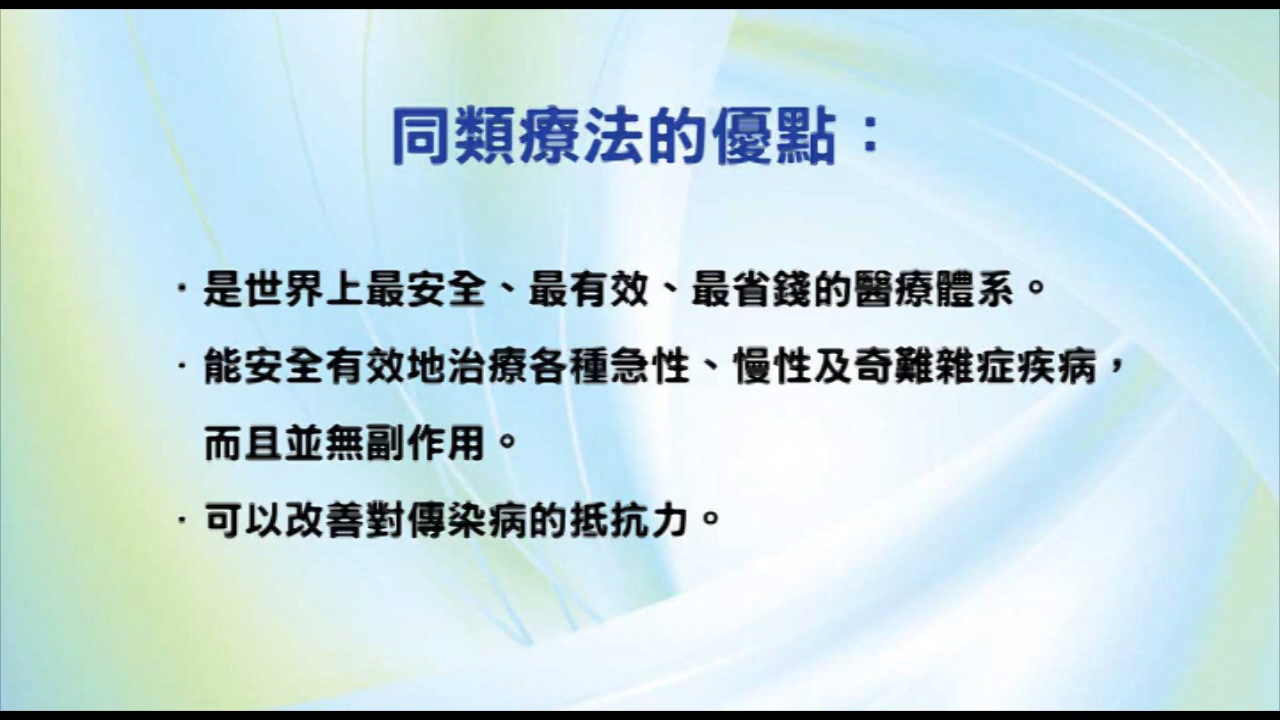 同類療法的優點：
·是世界上最安全、最有效、最省錢的醫療體系。
·能安全有效地治療各種急性、慢性及奇難雜症疾病，
而且並無副作用。
·可以改善對傳染病的抵抗力。